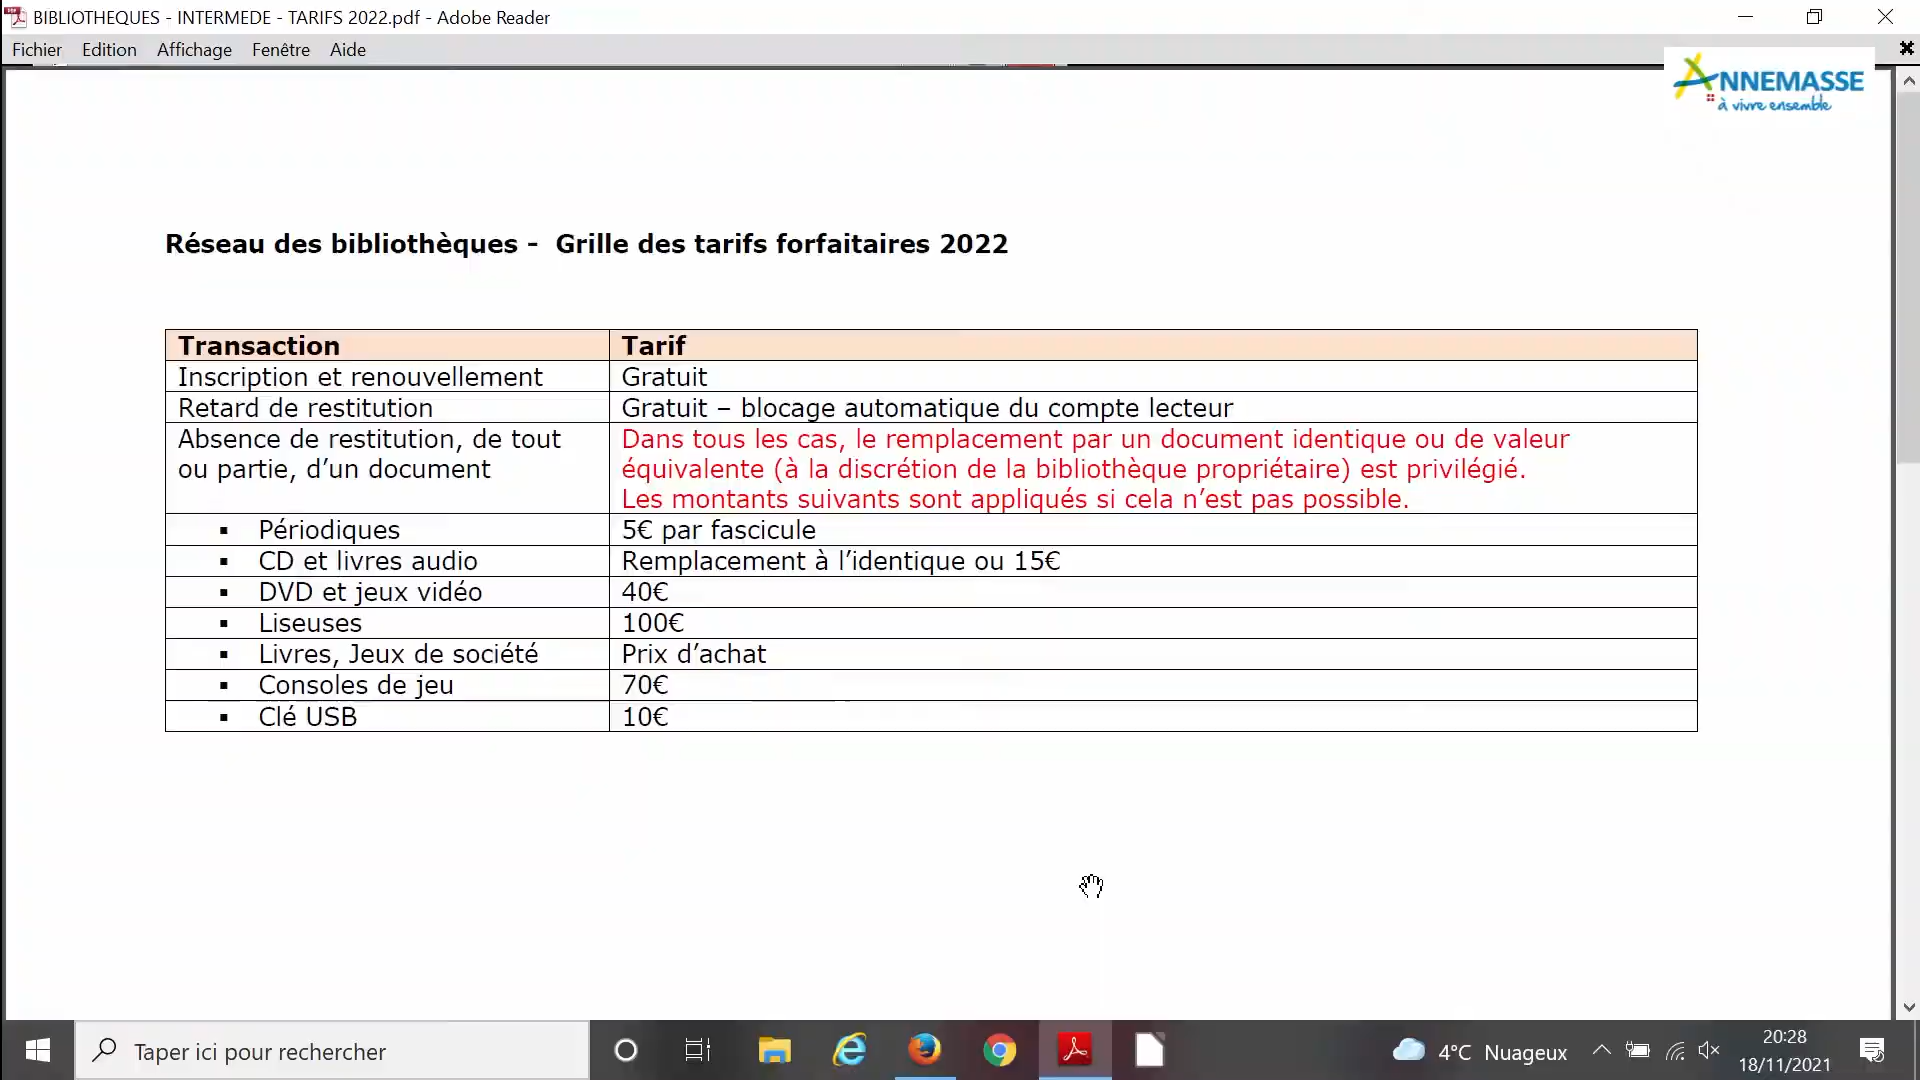 BIBLIOTHEQUES - INTERMEDE - TARIFS 2022.pdf - Adobe Reader
Fichier Edition Affichage Fenêtre Aide
ANNEMASSE
à vivre ensemble
Réseau des bibliothèques - Grille des tarifs forfaitaires 2022
Transaction Tarif
Inscription et renouvellement Gratuit
Retard de restitution Gratuit – blocage automatique du compte lecteur
Absence de restitution, de tout Dans tous les cas, le remplacement par un document identique ou de valeur
ou partie, d’un document équivalente (à la discrétion de la bibliothèque propriétaire) est privilégié.
Les montants suivants sont appliqués si cela n’est pas possible.
▪ Périodiques 5€ par fascicule
▪ CD et livres audio Remplacement à l’identique ou 15€
▪ DVD et jeux vidéo 40€
▪ Liseuses 100€
▪ Livres, Jeux de société Prix d’achat
▪ Consoles de jeu 70€
▪ Clé USB 10€
Taper ici pour rechercher
4°C Nuageux
20:28
18/11/2021